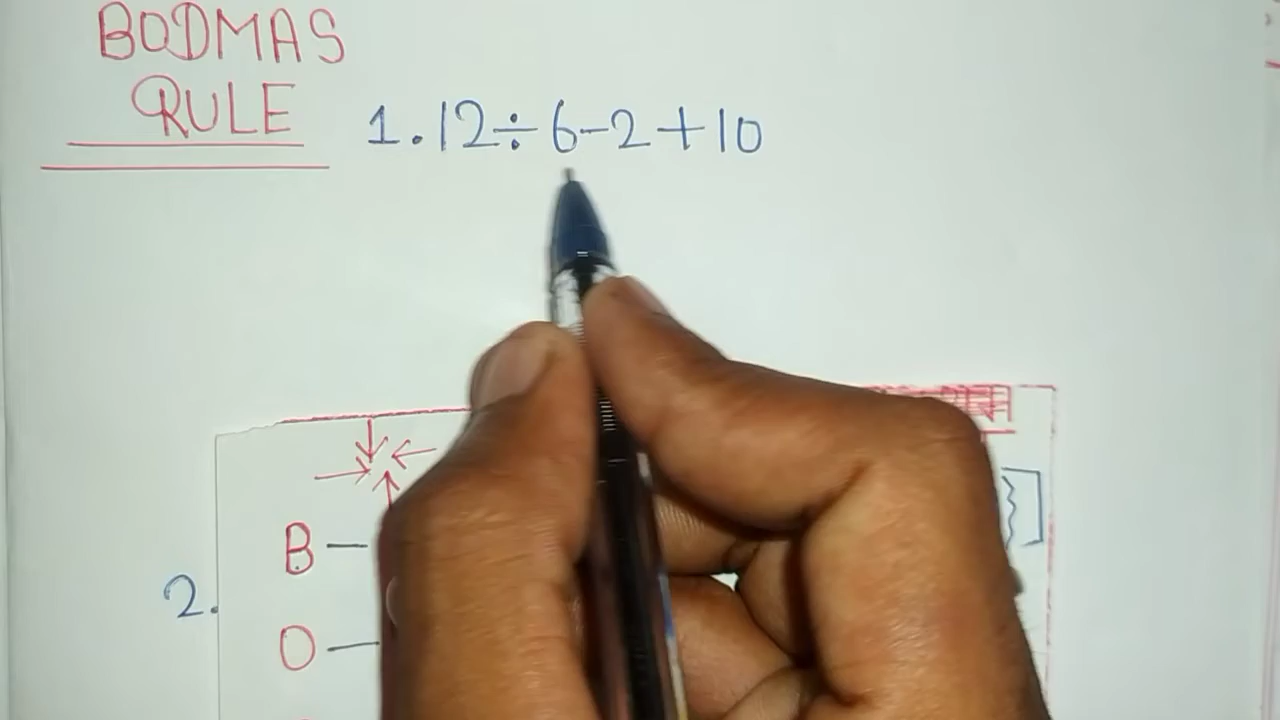 BODMAS
RULE
1. 12÷6-2+10
B —
2.
O —